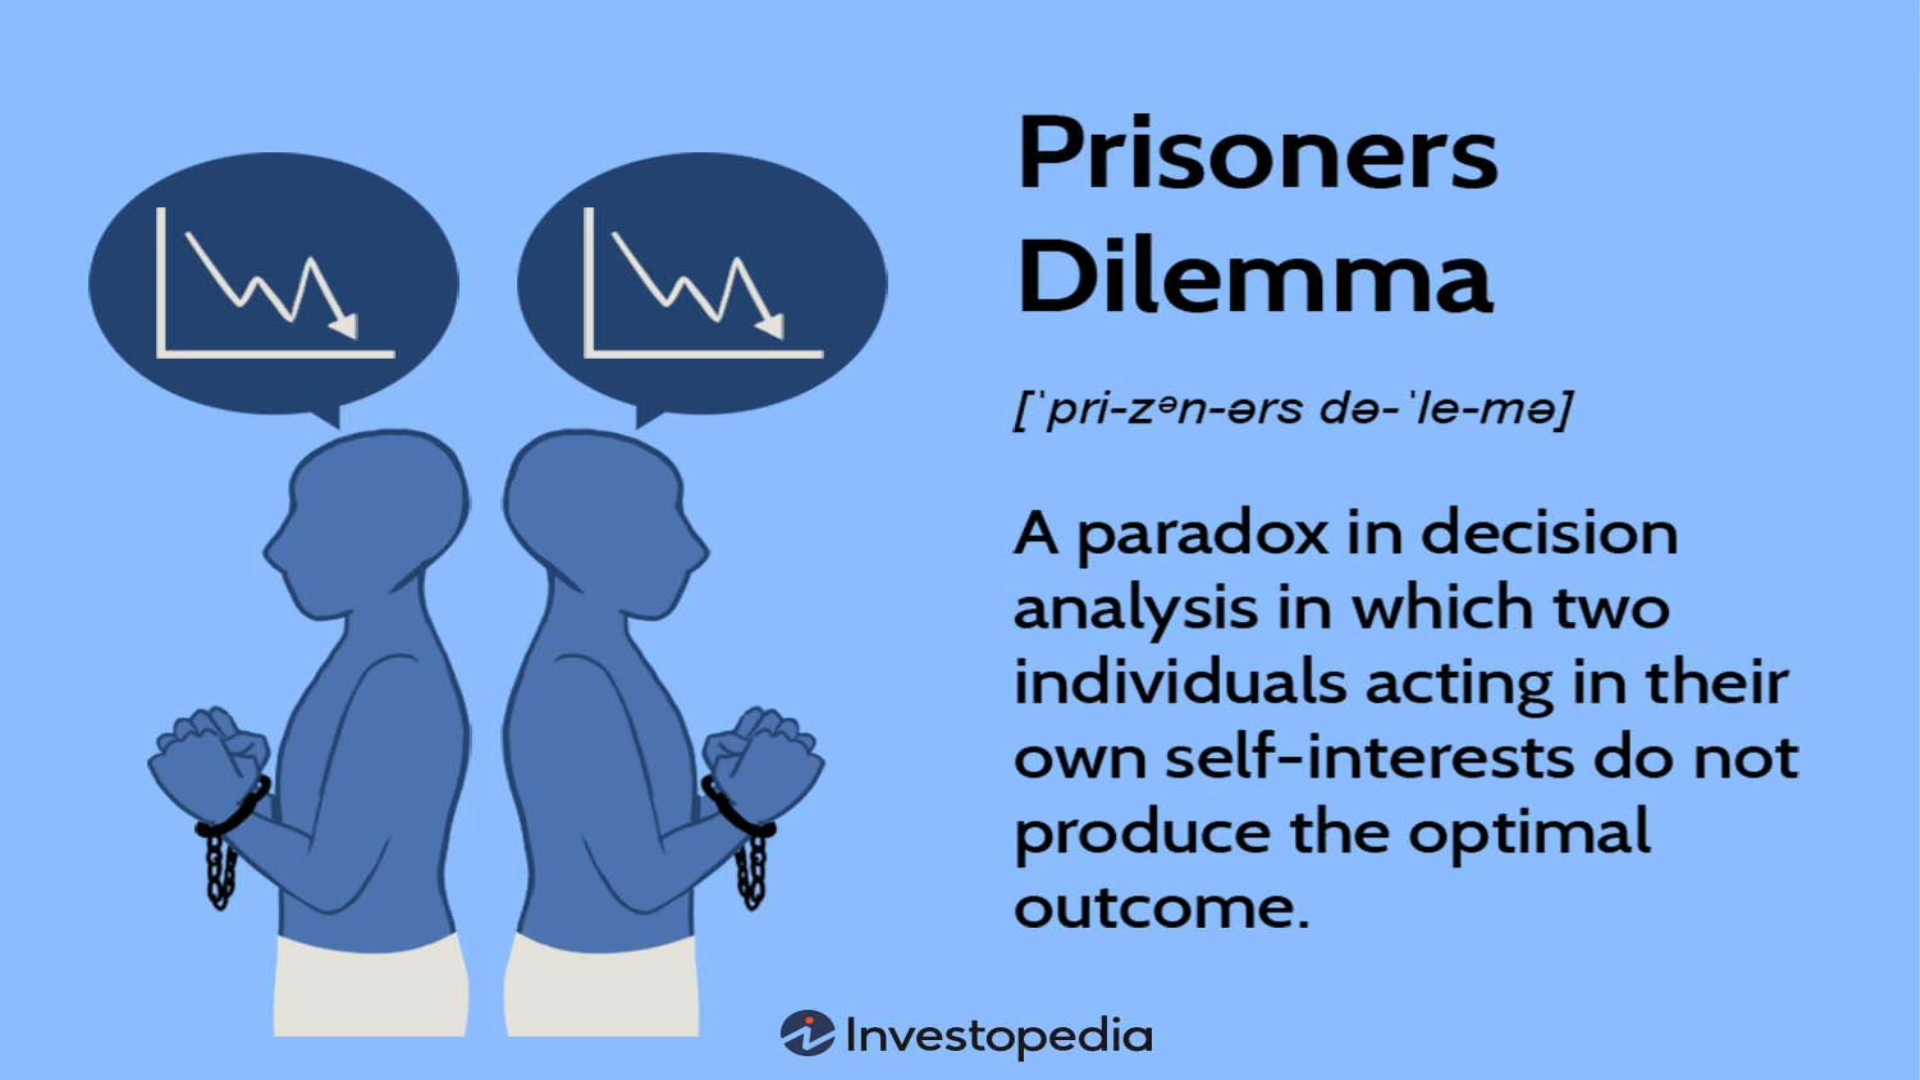 Prisoners
Dilemma
[ˈpri-zᵊn-ərs də-ˈle-mə]
A paradox in decision
analysis in which two
individuals acting in their
own self-interests do not
produce the optimal
outcome.
Investopedia